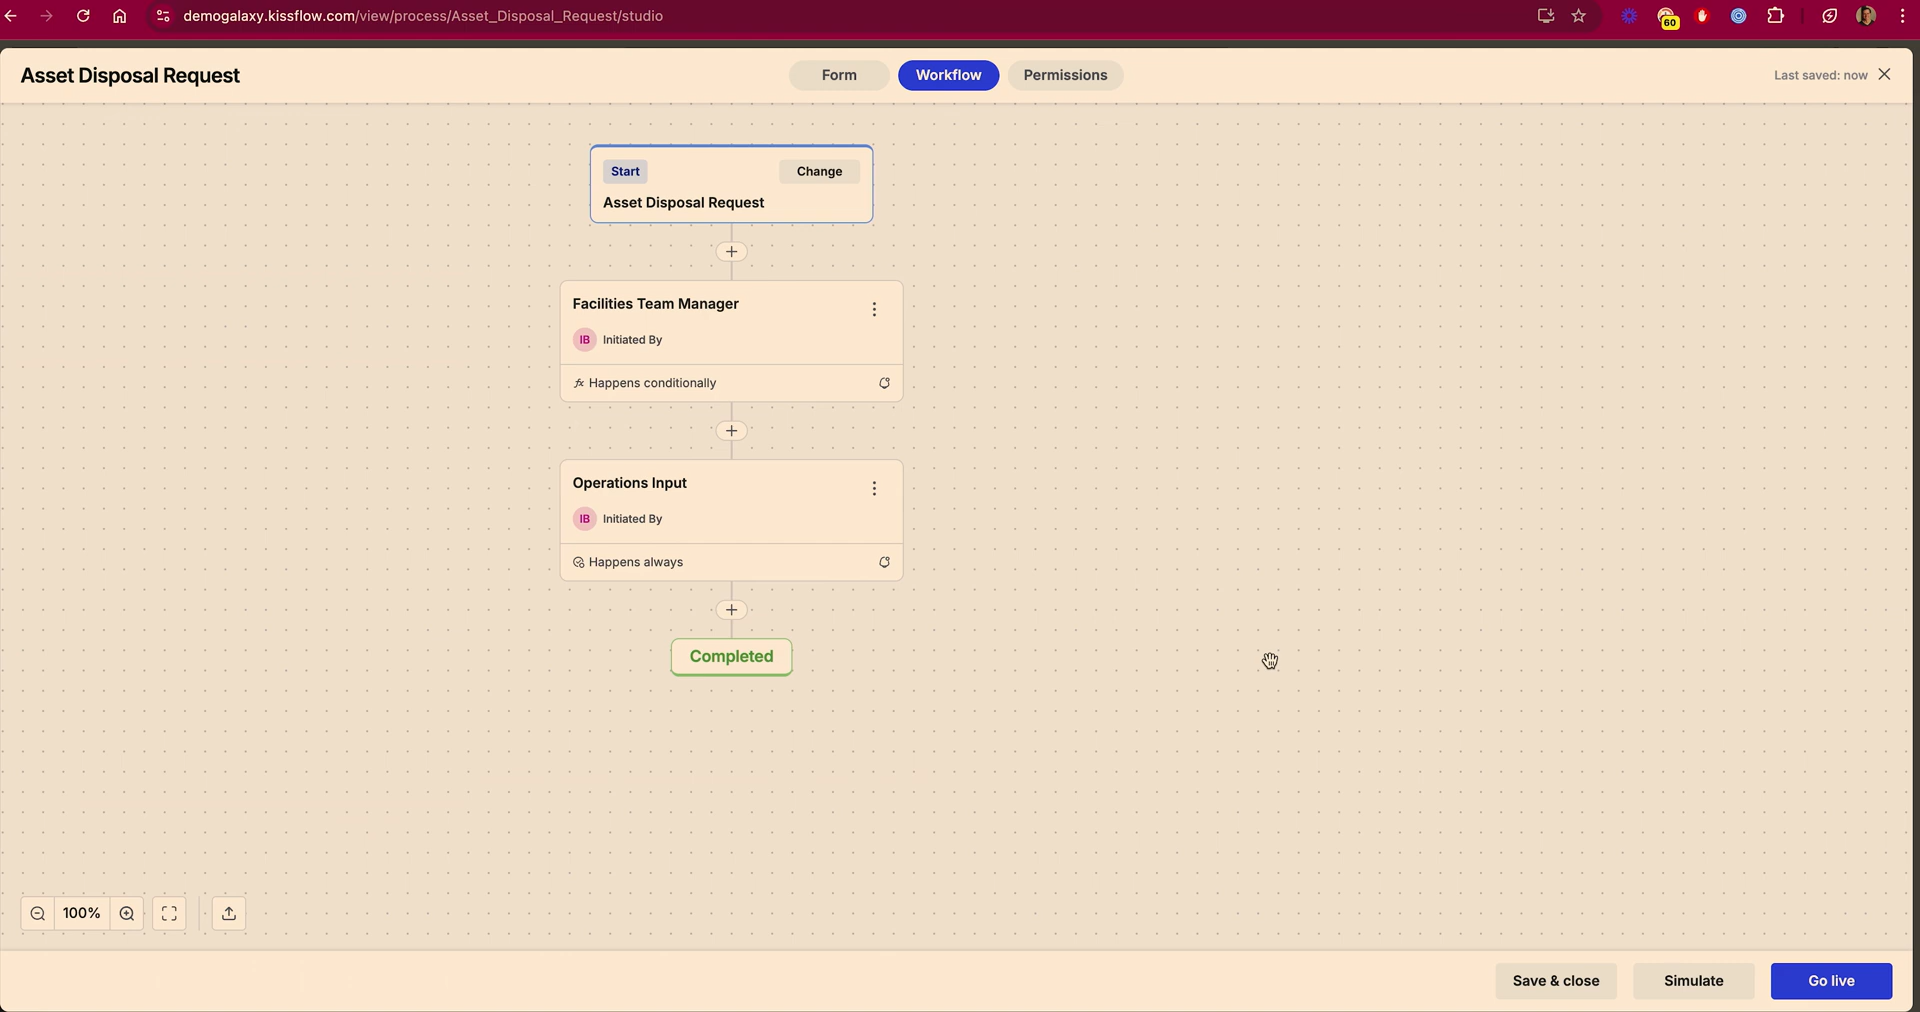 demogalaxy.kissflow.com/view/process/Asset_Disposal_Request/studio
60
Asset Disposal Request
Form
Workflow
Permissions
Last saved: now
Start
Change
Asset Disposal Request
Facilities Team Manager
IB Initiated By
fx Happens conditionally
Operations Input
IB Initiated By
Happens always
Completed
100%
Save & close
Simulate
Go live